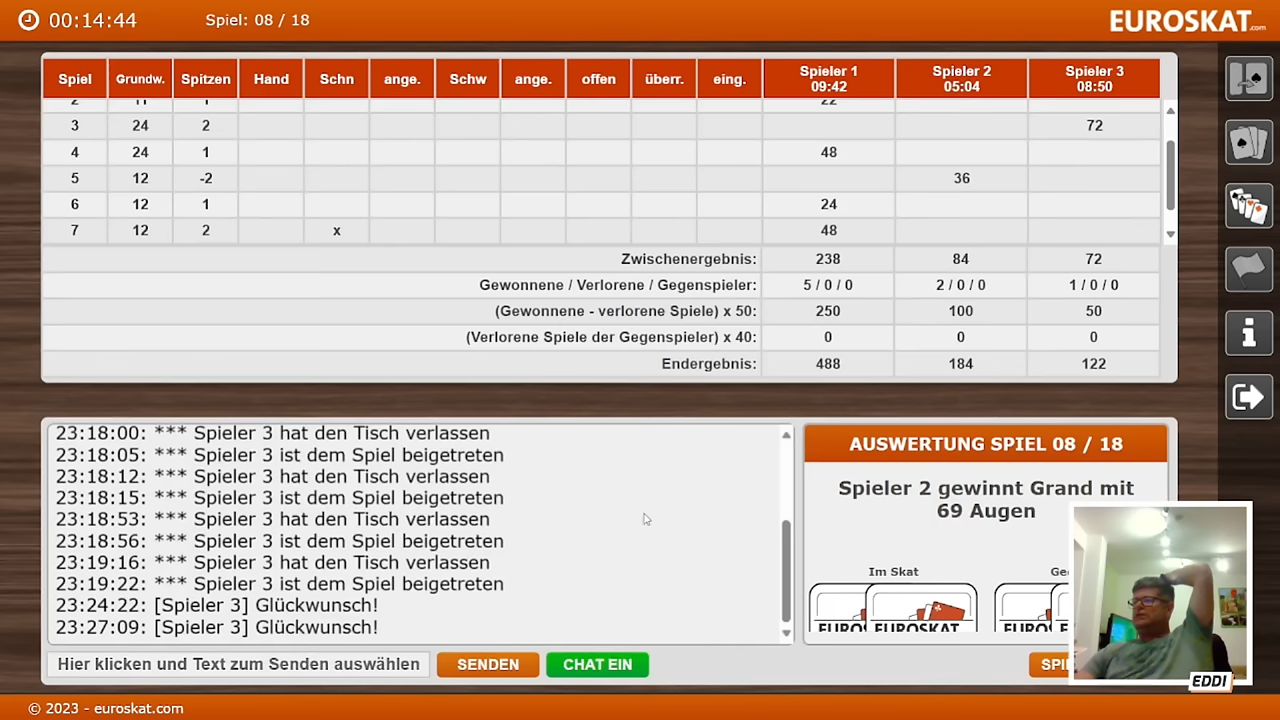 00:14:44
Spiel: 08 / 18
EUROSKAT.com
Spiel Grundw. Spitzen Hand Schn ange. Schw ange. offen überr. eing. Spieler 1 09:42 Spieler 2 05:04 Spieler 3 08:50
2 11 1 22
3 24 2 72
4 24 1 48
5 12 -2 36
6 12 1 24
7 12 2 x 48
Zwischenergebnis: 238 84 72
Gewonnene / Verlorene / Gegenspieler: 5 / 0 / 0 2 / 0 / 0 1 / 0 / 0
(Gewonnene - verlorene Spiele) x 50: 250 100 50
(Verlorene Spiele der Gegenspieler) x 40: 0 0 0
Endergebnis: 488 184 122
23:18:00: *** Spieler 3 hat den Tisch verlassen
23:18:05: *** Spieler 3 ist dem Spiel beigetreten
23:18:12: *** Spieler 3 hat den Tisch verlassen
23:18:15: *** Spieler 3 ist dem Spiel beigetreten
23:18:53: *** Spieler 3 hat den Tisch verlassen
23:18:56: *** Spieler 3 ist dem Spiel beigetreten
23:19:16: *** Spieler 3 hat den Tisch verlassen
23:19:22: *** Spieler 3 ist dem Spiel beigetreten
23:24:22: [Spieler 3] Glückwunsch!
23:27:09: [Spieler 3] Glückwunsch!
Hier klicken und Text zum Senden auswählen
SENDEN
CHAT EIN
AUSWERTUNG SPIEL 08 / 18
Spieler 2 gewinnt Grand mit
69 Augen
Im Skat
EUROSKAT
EDDI
© 2023 - euroskat.com